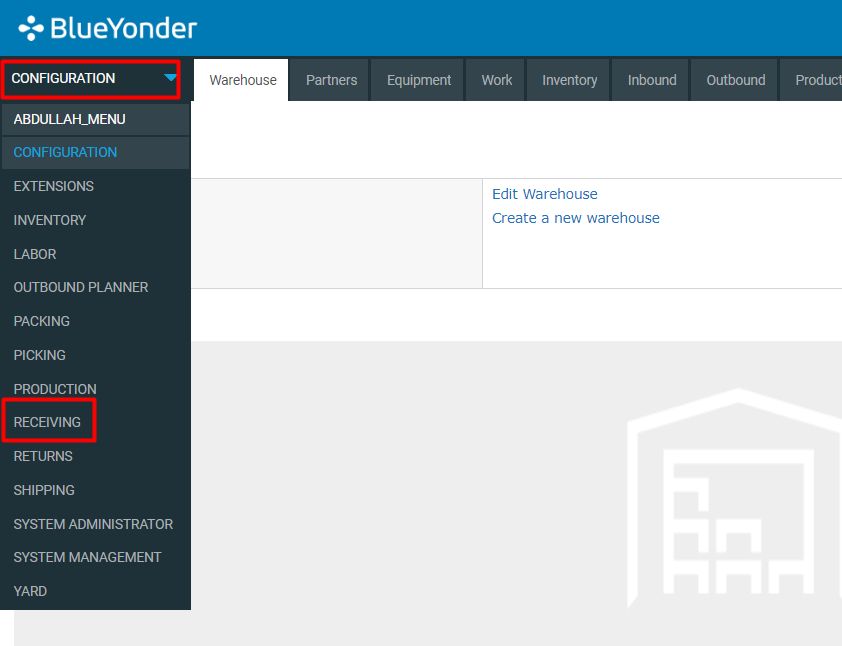 BlueYonder
CONFIGURATION
Warehouse Partners Equipment Work Inventory Inbound Outbound Product
ABDULLAH_MENU
CONFIGURATION
EXTENSIONS
INVENTORY
LABOR
OUTBOUND PLANNER
PACKING
PICKING
PRODUCTION
RECEIVING
RETURNS
SHIPPING
SYSTEM ADMINISTRATOR
SYSTEM MANAGEMENT
YARD
Edit Warehouse
Create a new warehouse